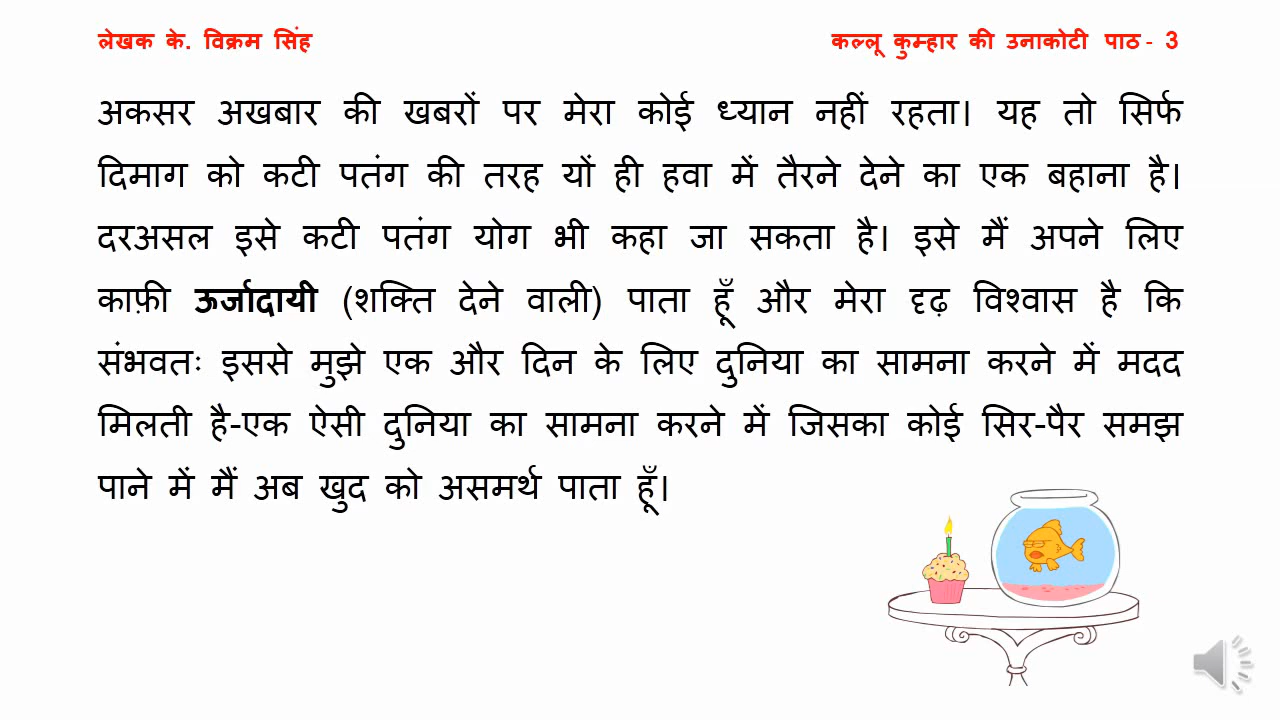 लेखक के. विक्रम सिंह
कल्लू कुम्हार की उनाकोटी पाठ - 3
अकसर अखबार की खबरों पर मेरा कोई ध्यान नहीं रहता। यह तो सिर्फ
दिमाग को कटी पतंग की तरह यों ही हवा में तैरने देने का एक बहाना है।
दरअसल इसे कटी पतंग योग भी कहा जा सकता है। इसे मैं अपने लिए
काफ़ी ऊर्जादायी (शक्ति देने वाली) पाता हूँ और मेरा दृढ़ विश्वास है कि
संभवतः इससे मुझे एक और दिन के लिए दुनिया का सामना करने में मदद
मिलती है-एक ऐसी दुनिया का सामना करने में जिसका कोई सिर-पैर समझ
पाने में मैं अब खुद को असमर्थ पाता हूँ।